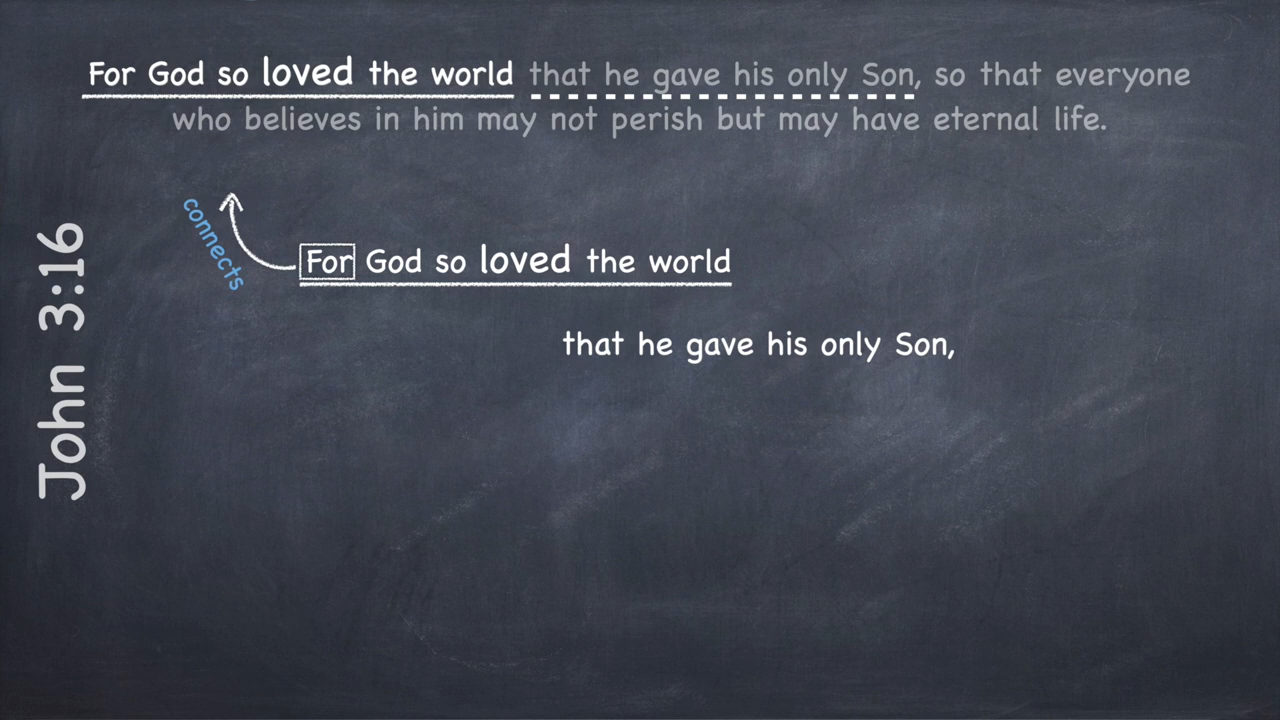 For God so loved the world that he gave his only Son, so that everyone
who believes in him may not perish but may have eternal life.
John 3:16
connects
For God so loved the world
that he gave his only Son,